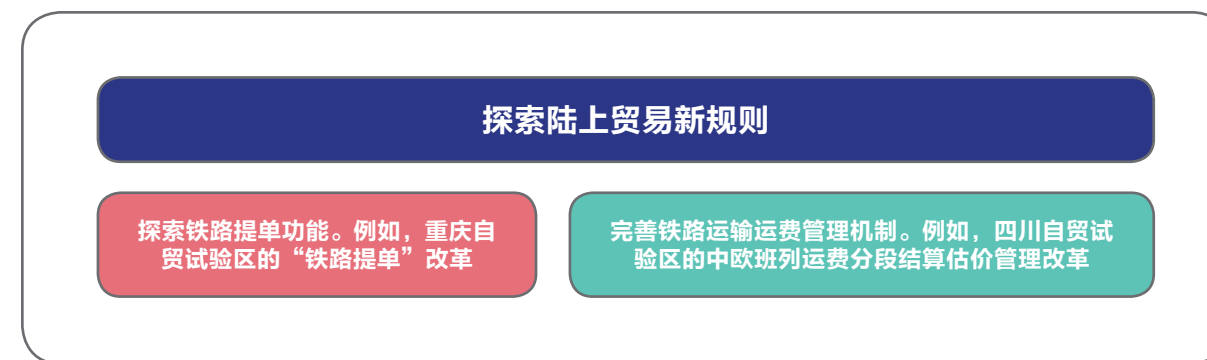 探索陆上贸易新规则
探索铁路提单功能。例如，重庆自
贸试验区的“铁路提单”改革
完善铁路运输运费管理机制。例如，四川自贸试
验区的中欧班列运费分段结算估价管理改革